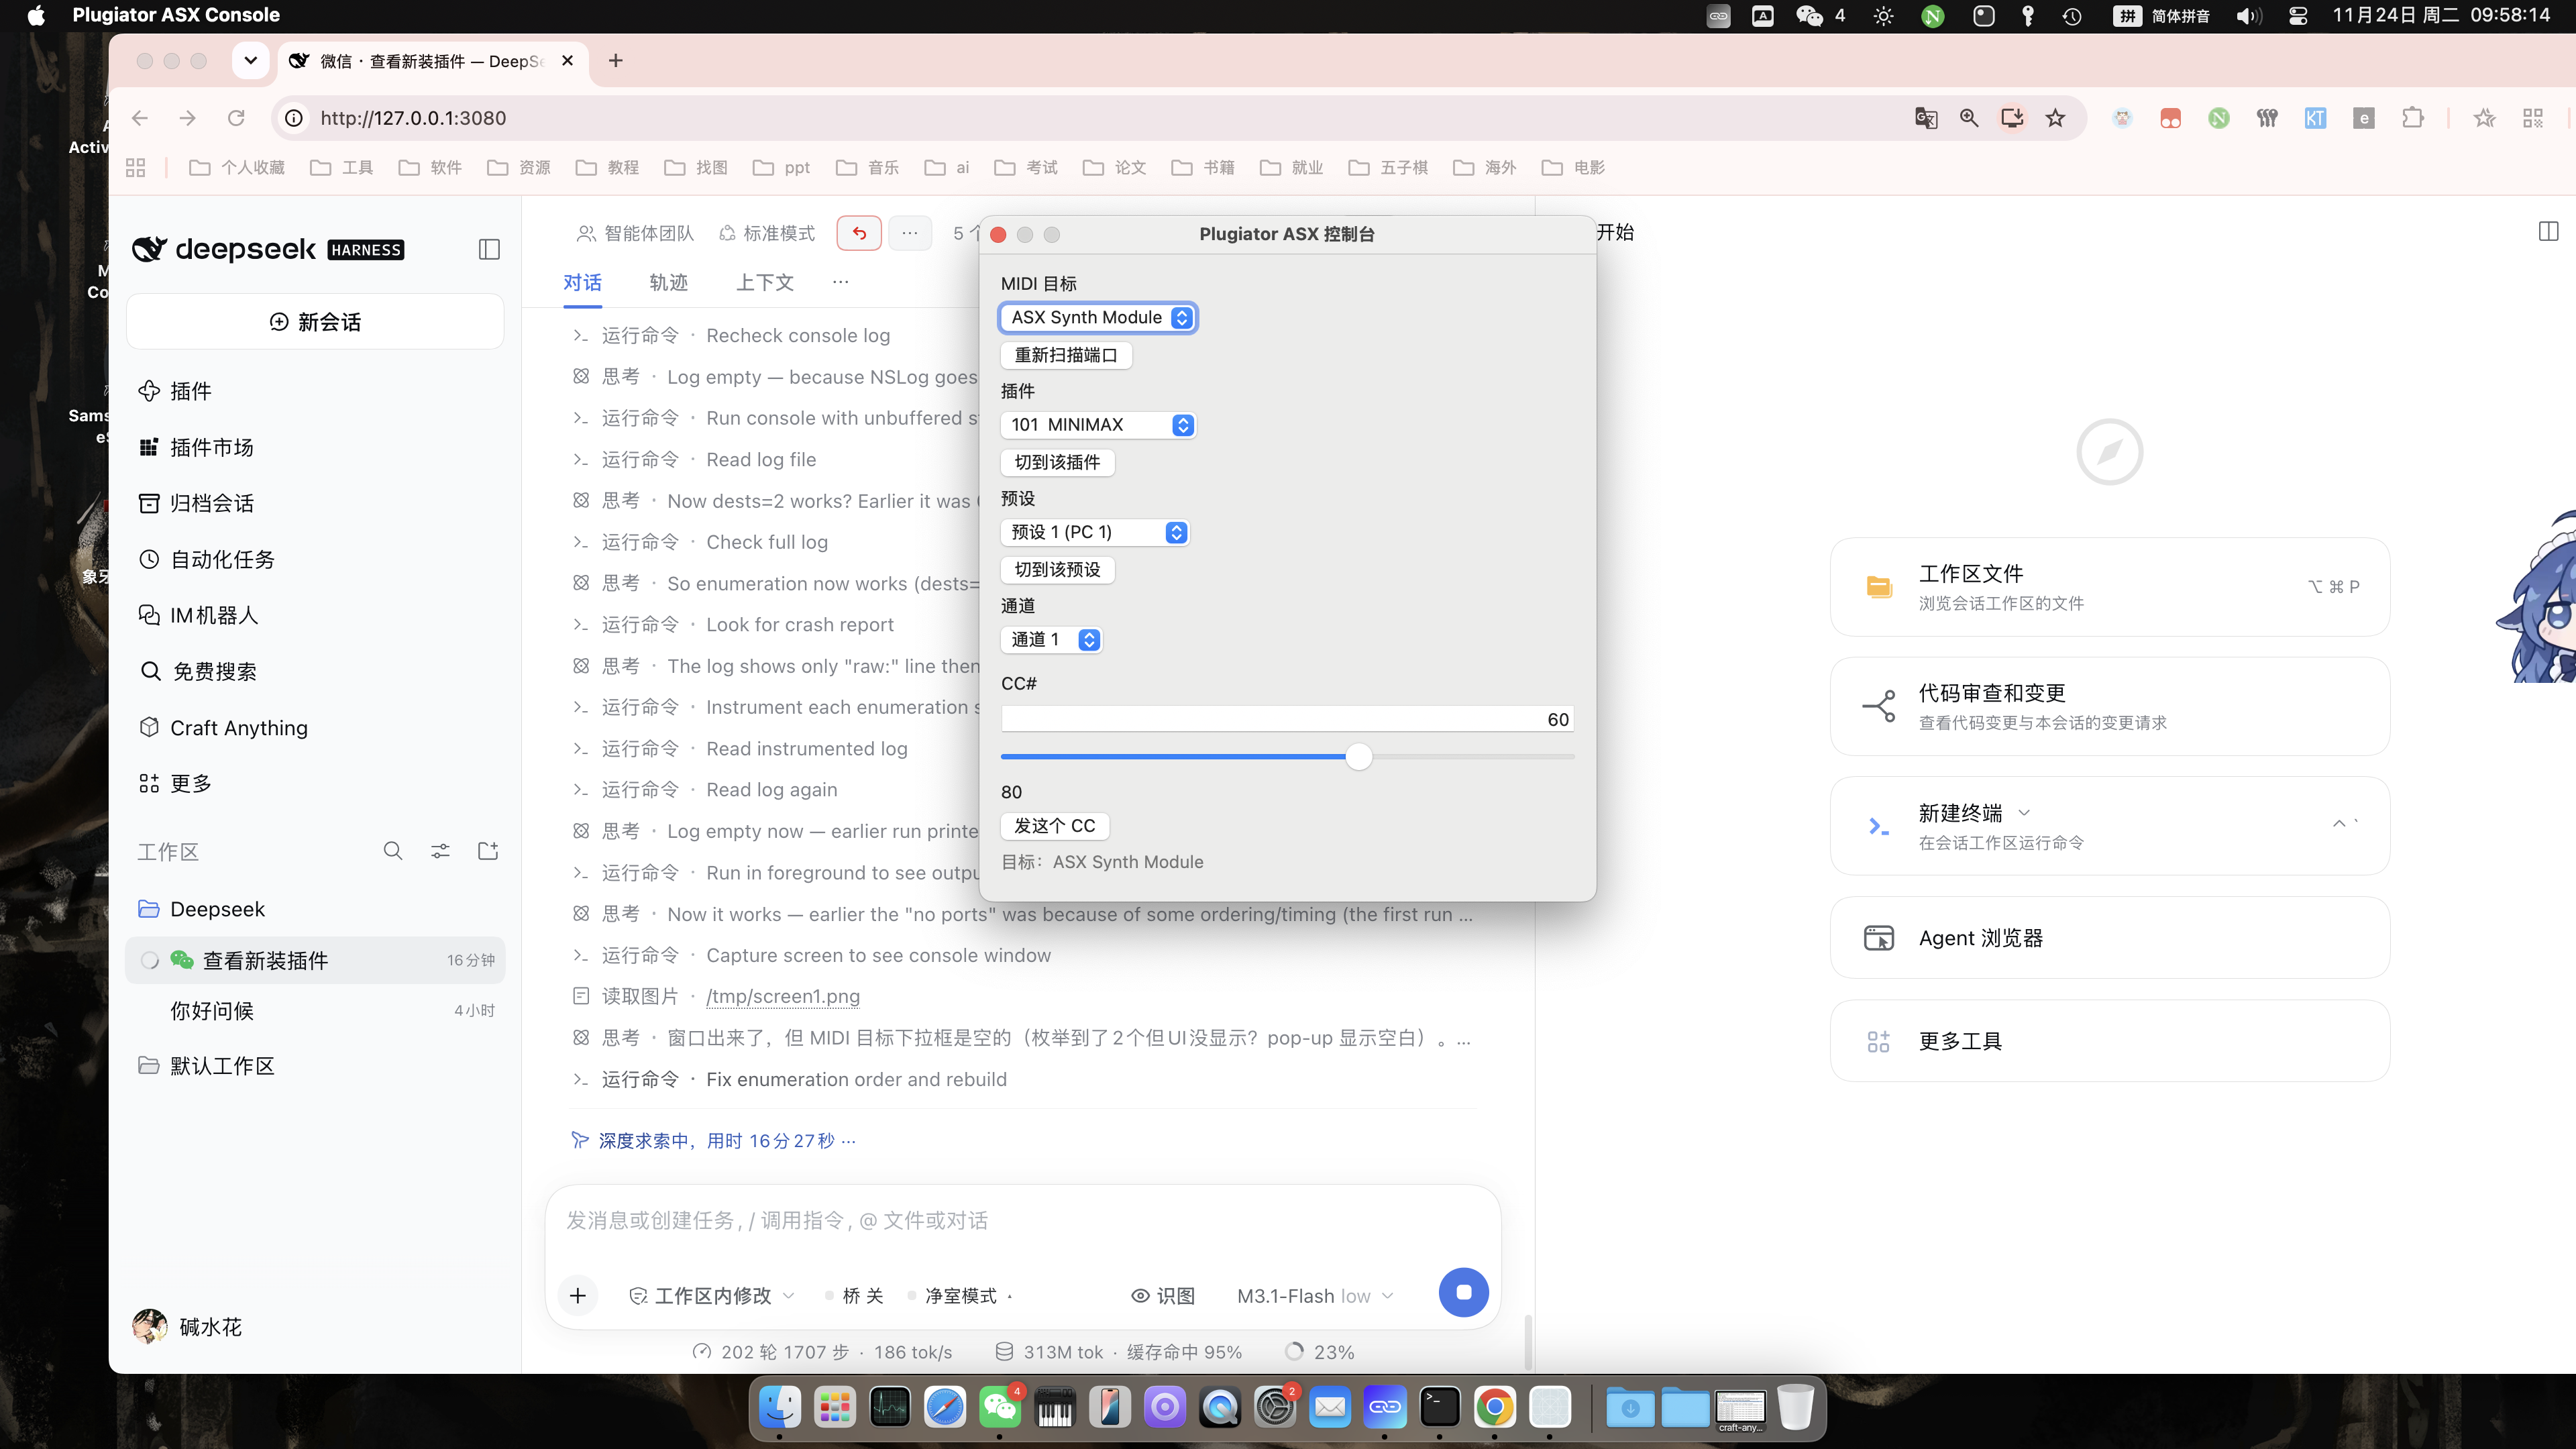 Plugiator ASX Console
4
拼 简体拼音
11月24日 周二 09:58:14
微信 · 查看新装插件 — DeepSe
http://127.0.0.1:3080
个人收藏 工具 软件 资源 教程 找图 ppt 音乐 ai 考试 论文 书籍 就业 五子棋 海外 电影
Activ
Co
Sams
象牙
deepseek HARNESS
新会话
插件
插件市场
归档会话
自动化任务
IM机器人
免费搜索
Craft Anything
更多
工作区
Deepseek
查看新装插件 16分钟
你好问候 4小时
默认工作区
碱水花
智能体团队 标准模式 ··· 5 个
对话 轨迹 上下文 ···
运行命令 · Recheck console log
思考 · Log empty — because NSLog goes
运行命令 · Run console with unbuffered s
运行命令 · Read log file
思考 · Now dests=2 works? Earlier it was
运行命令 · Check full log
思考 · So enumeration now works (dests=
运行命令 · Look for crash report
思考 · The log shows only "raw:" line then
运行命令 · Instrument each enumeration s
运行命令 · Read instrumented log
运行命令 · Read log again
思考 · Log empty now — earlier run printe
运行命令 · Run in foreground to see outpu
思考 · Now it works — earlier the "no ports" was because of some ordering/timing (the first run ...
运行命令 · Capture screen to see console window
读取图片 · /tmp/screen1.png
思考 · 窗口出来了，但 MIDI 目标下拉框是空的（枚举到了2个但UI没显示？pop-up 显示空白）。...
运行命令 · Fix enumeration order and rebuild
深度求索中，用时 16分27秒 ···
发消息或创建任务, / 调用指令, @ 文件或对话
工作区内修改 桥 关 净室模式 识图 M3.1-Flash low
202 轮 1707 步 · 186 tok/s 313M tok · 缓存命中 95% 23%
Plugiator ASX 控制台
MIDI 目标
ASX Synth Module
重新扫描端口
插件
101 MINIMAX
切到该插件
预设
预设 1 (PC 1)
切到该预设
通道
通道 1
CC#
60
80
发这个 CC
目标：ASX Synth Module
开始
工作区文件
浏览会话工作区的文件
⌥ ⌘ P
代码审查和变更
查看代码变更与本会话的变更请求
新建终端
在会话工作区运行命令
^ `
Agent 浏览器
更多工具
4
2
craft-any...